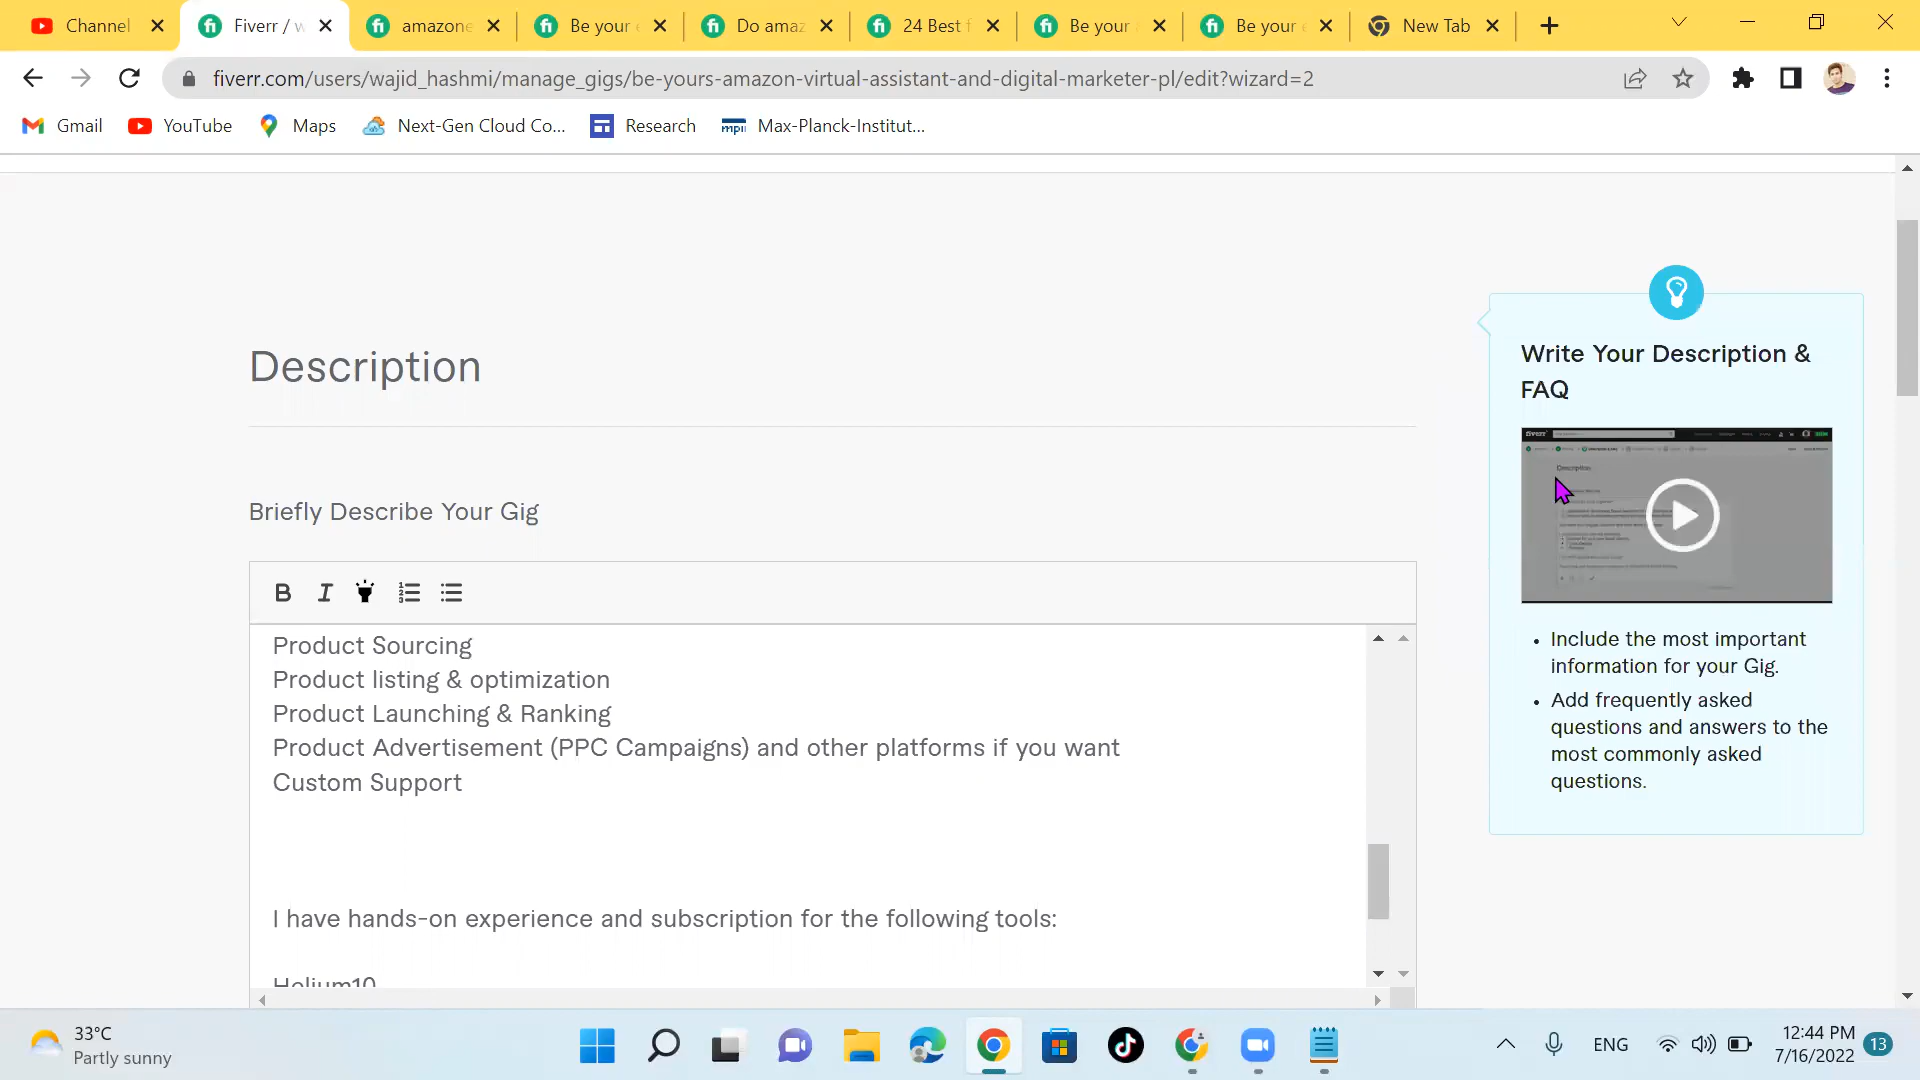 Channel
Fiverr / w
amazone
Be your e
Do amaz
24 Best f
Be your a
Be your e
New Tab
fiverr.com/users/wajid_hashmi/manage_gigs/be-yours-amazon-virtual-assistant-and-digital-marketer-pl/edit?wizard=2
Gmail
YouTube
Maps
Next-Gen Cloud Co...
Research
Max-Planck-Institut...
Description
Briefly Describe Your Gig
B I
Product Sourcing
Product listing & optimization
Product Launching & Ranking
Product Advertisement (PPC Campaigns) and other platforms if you want
Custom Support
I have hands-on experience and subscription for the following tools:
Helium10
Write Your Description &
FAQ
fiverr
Description
• Include the most important
information for your Gig.
• Add frequently asked
questions and answers to the
most commonly asked
questions.
33°C
Partly sunny
ENG
12:44 PM
7/16/2022
13